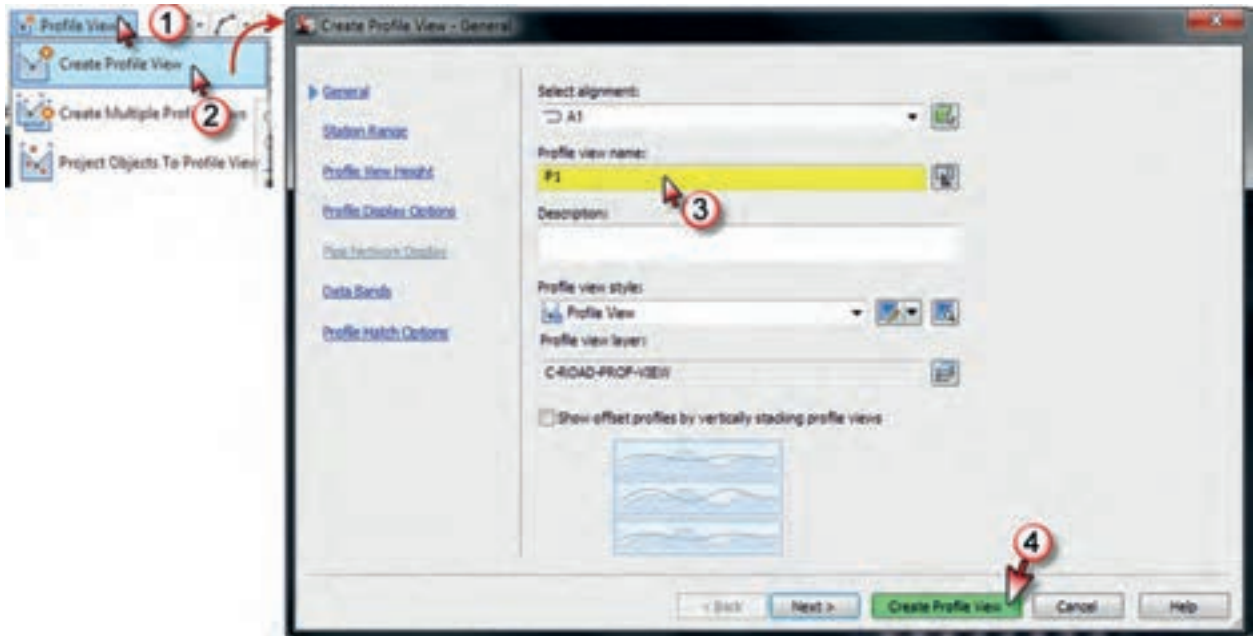 Profile View
1
Create Profile View
2
Create Multiple
Project Objects To Profile View
Create Profile View - General
General
Station Range
Profile View Height
Profile Display Options
Pipe Network Display
Data Bands
Profile Hatch Options
Select alignment:
A1
Profile view name:
P1
3
Description:
Profile view style:
Profile View
Profile view layer:
C-ROAD-PROF-VIEW
Show offset profiles by vertically stacking profile views
4
< Back
Next >
Create Profile View
Cancel
Help